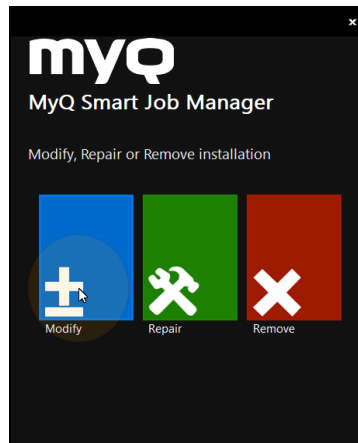 myQ
MyQ Smart Job Manager
Modify, Repair or Remove installation
Modify
Repair
Remove